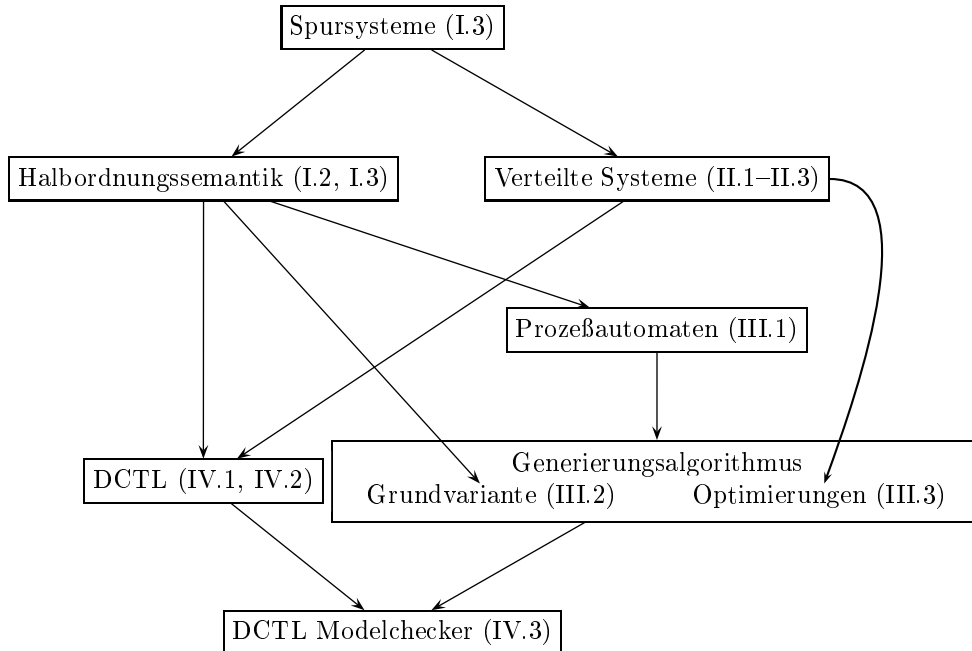 Spursysteme (I.3)
Halbordnungssemantik (I.2, I.3)
Verteilte Systeme (II.1–II.3)
Prozeßautomaten (III.1)
DCTL (IV.1, IV.2)
Generierungsalgorithmus
Grundvariante (III.2)
Optimierungen (III.3)
DCTL Modelchecker (IV.3)